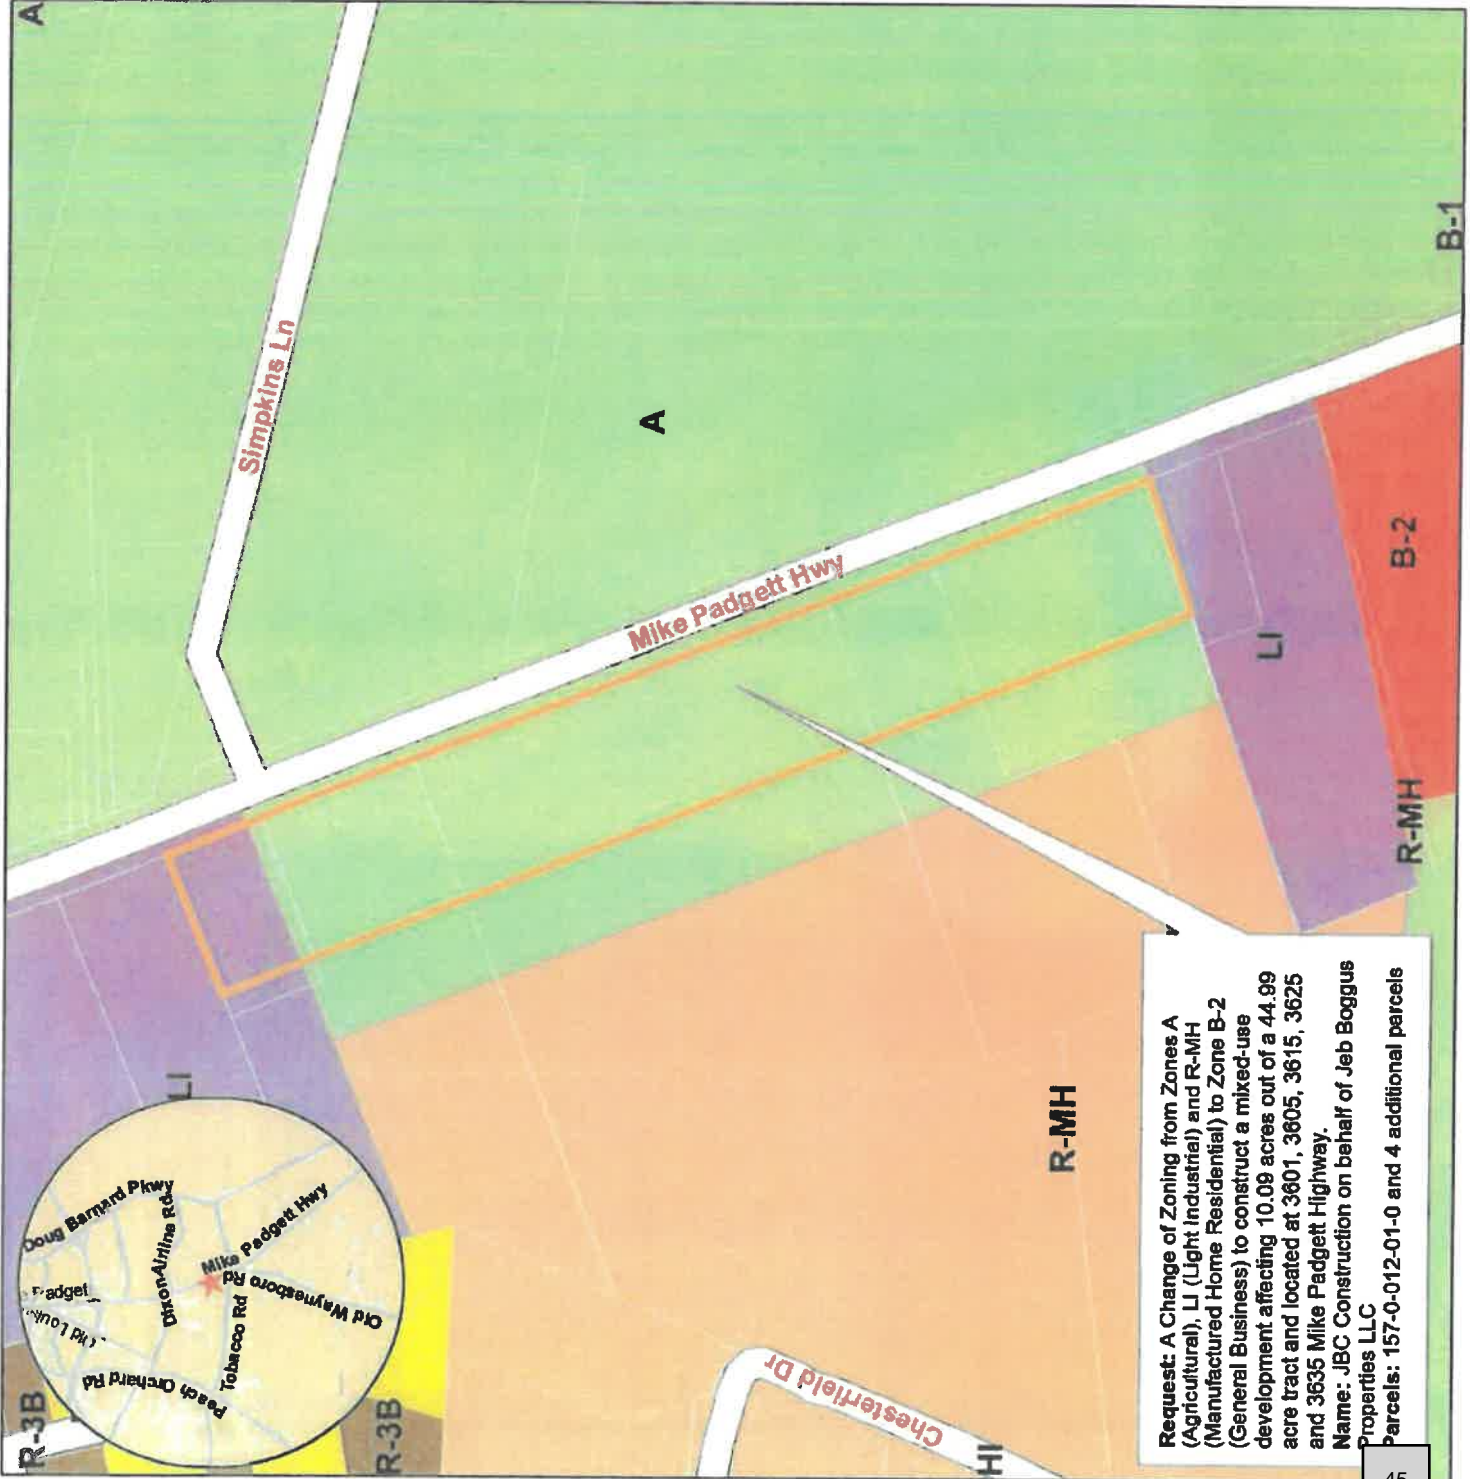 A
Simpkins Ln
A
Mike Padgett Hwy
B-1
B-2
LI
R-MH
LI
R-MH
Doug Barnard Pkwy
Dixon Airline Rd
Mike Padgett Hwy
Old Waynesboro Rd
Tobacco Rd
Peach Orchard Rd
R-3B
R-3B
Chesterfield Dr
HI
Request: A Change of Zoning from Zones A
(Agricultural), LI (Light Industrial) and R-MH
(Manufactured Home Residential) to Zone B-2
(General Business) to construct a mixed-use
development affecting 10.09 acres out of a 44.99
acre tract and located at 3601, 3605, 3615, 3625
and 3635 Mike Padgett Highway.
Name: JBC Construction on behalf of Jeb Boggus
Properties LLC
Parcels: 157-0-012-01-0 and 4 additional parcels
45